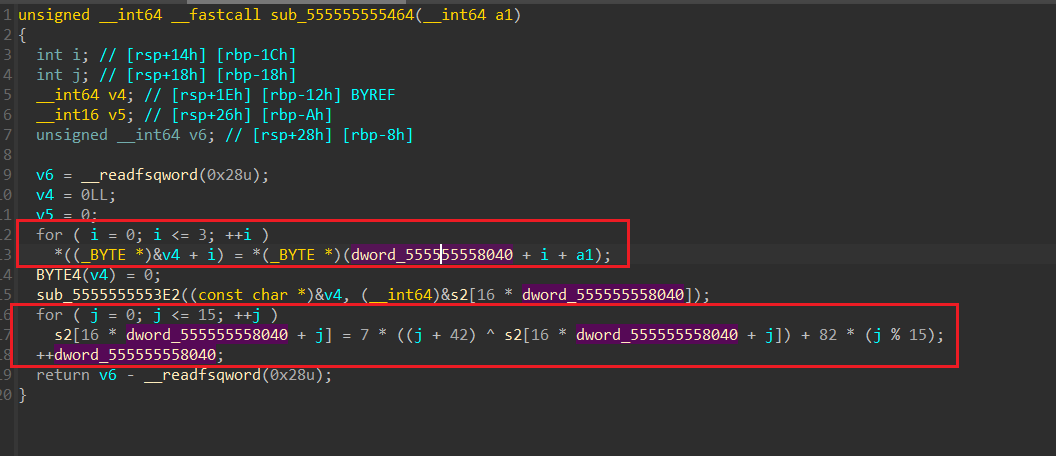 1 unsigned __int64 __fastcall sub_555555555464(__int64 a1)
2 {
3 int i; // [rsp+14h] [rbp-1Ch]
4 int j; // [rsp+18h] [rbp-18h]
5 __int64 v4; // [rsp+1Eh] [rbp-12h] BYREF
6 __int16 v5; // [rsp+26h] [rbp-Ah]
7 unsigned __int64 v6; // [rsp+28h] [rbp-8h]
8
9 v6 = __readfsqword(0x28u);
10 v4 = 0LL;
11 v5 = 0;
12 for ( i = 0; i <= 3; ++i )
13 *((_BYTE *)&v4 + i) = *(_BYTE *)(dword_555555558040 + i + a1);
14 BYTE4(v4) = 0;
15 sub_5555555553E2((const char *)&v4, (__int64)&s2[16 * dword_555555558040]);
16 for ( j = 0; j <= 15; ++j )
17 s2[16 * dword_555555558040 + j] = 7 * ((j + 42) ^ s2[16 * dword_555555558040 + j]) + 82 * (j % 15);
18 ++dword_555555558040;
19 return v6 - __readfsqword(0x28u);
20 }